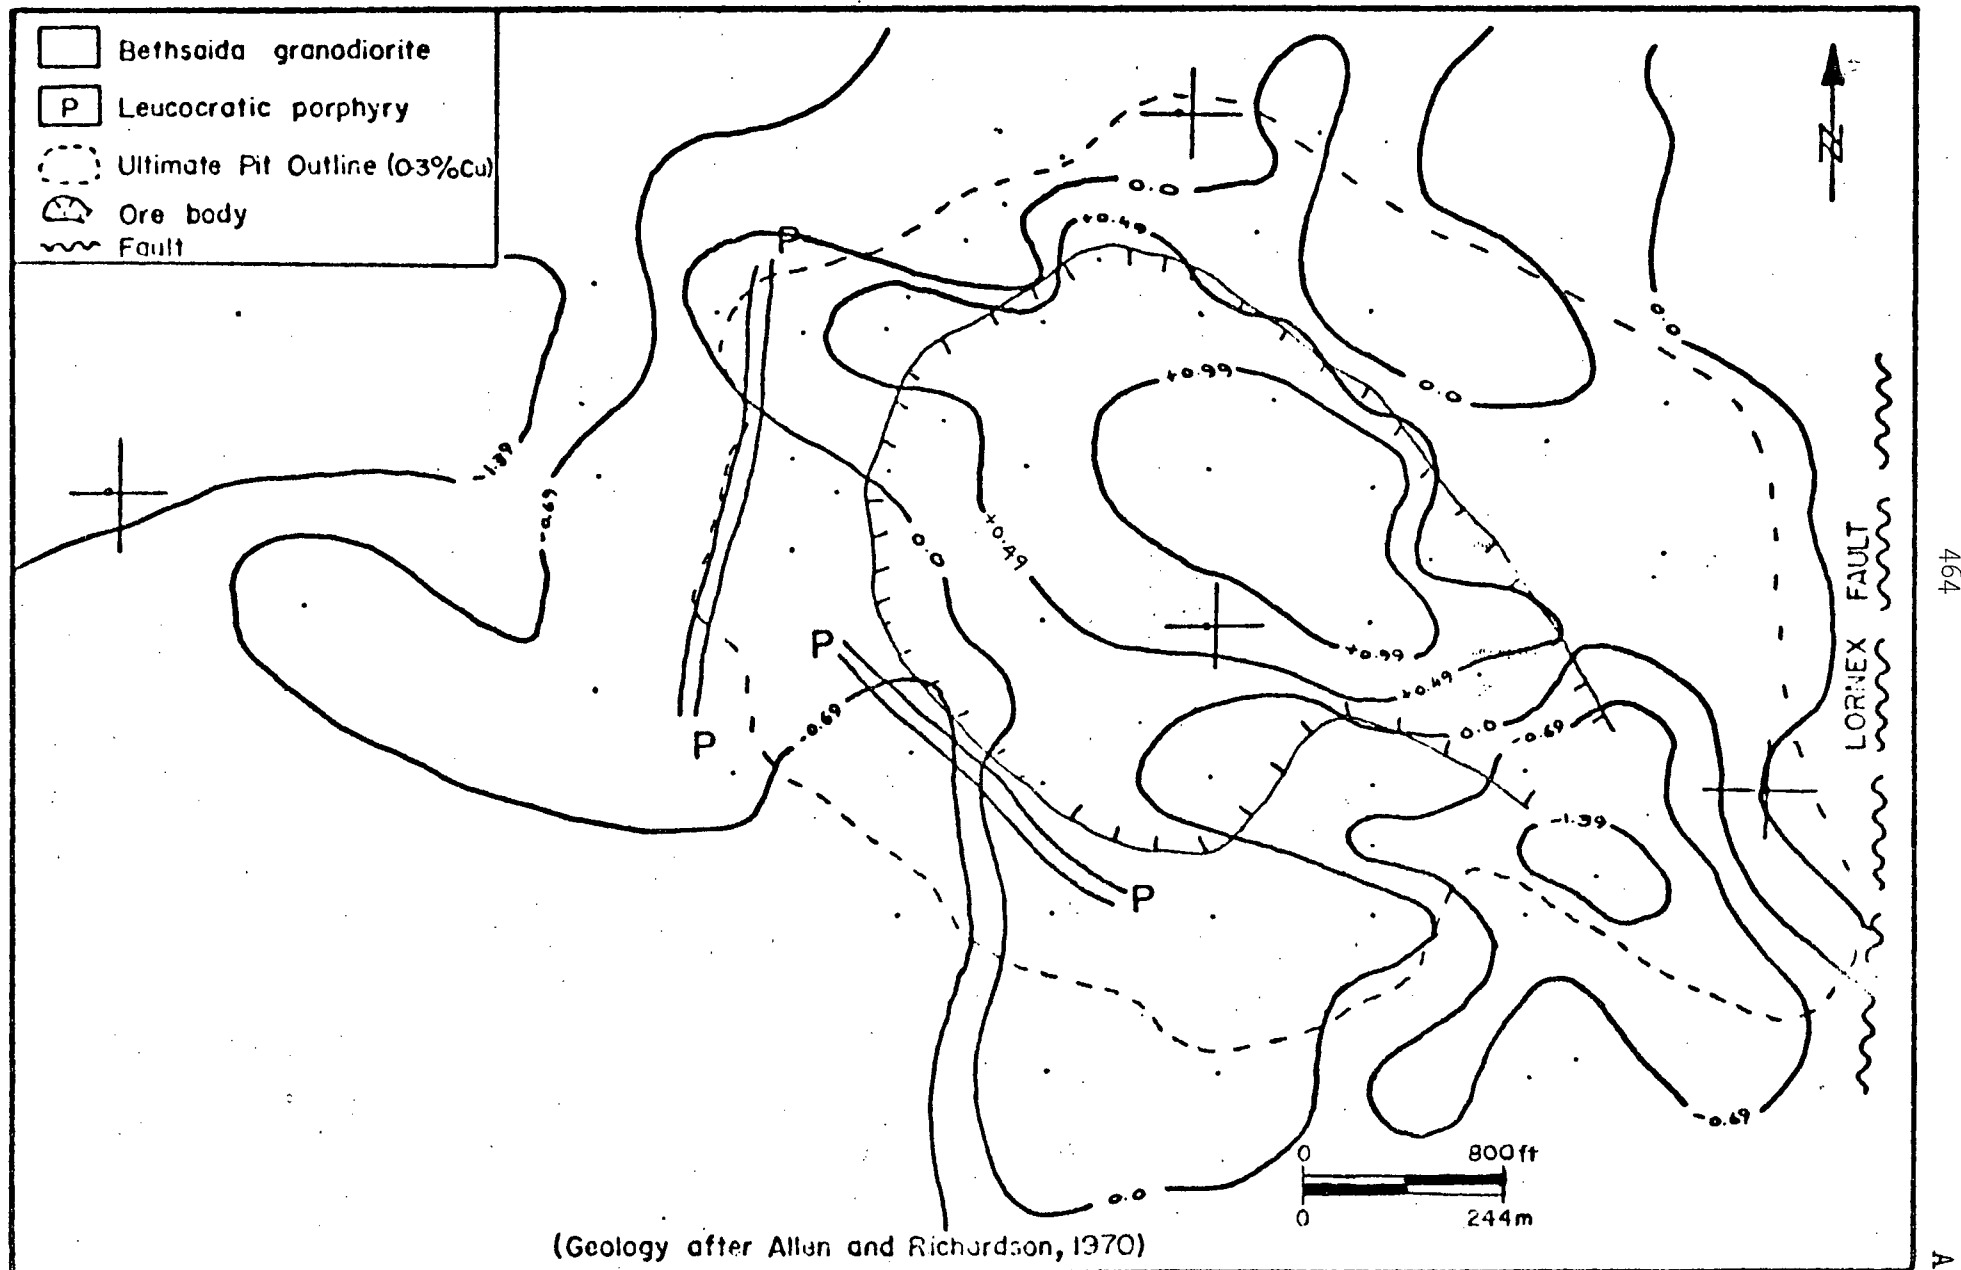 Bethsaida granodiorite
P Leucocratic porphyry
Ultimate Pit Outline (0.3%Cu)
Ore body
Fault
N
P
0.0
+0.49
0.0
0.0
+0.99
-1.39
-0.69
0.0
+0.49
LORNEX FAULT
464
P
+0.99
+0.49
-0.69
0.0
-0.69
P
-1.39
P
-0.69
0 800ft
0 244m
0.0
(Geology after Allen and Richardson, 1970)
A